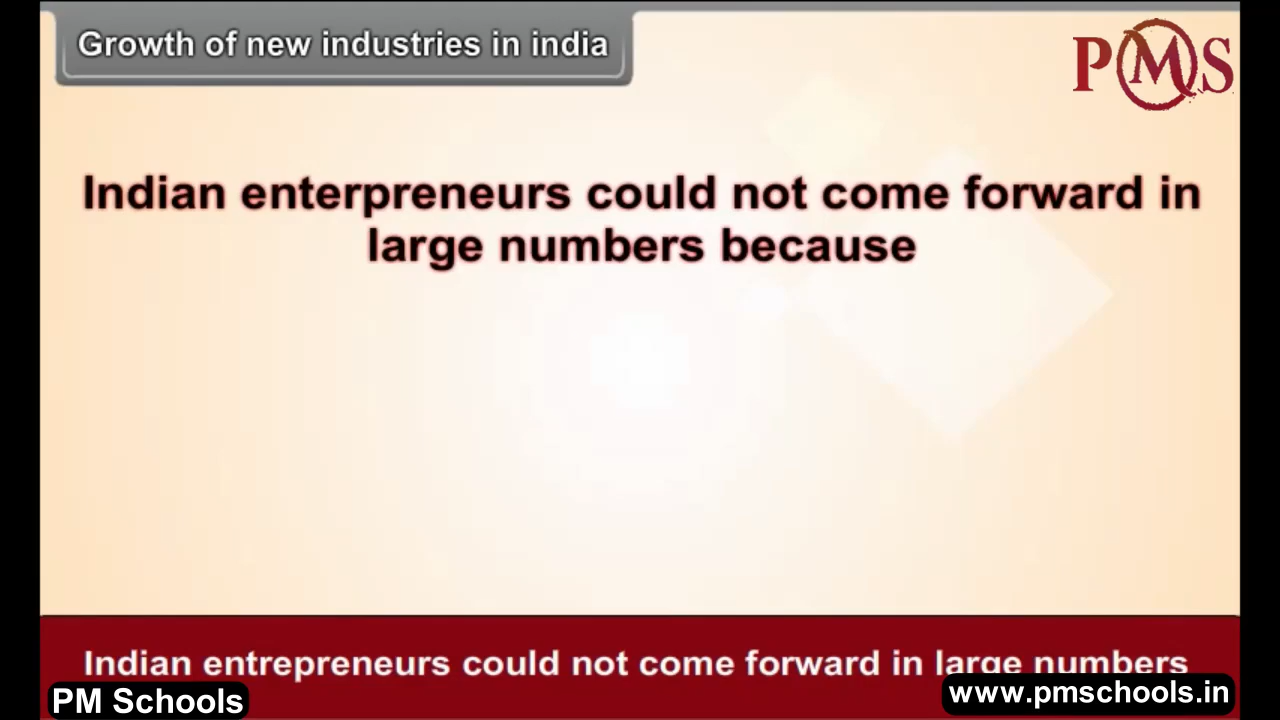 Growth of new industries in india
PMS
Indian enterpreneurs could not come forward in
large numbers because
Indian entrepreneurs could not come forward in large numbers
PM Schools
www.pmschools.in